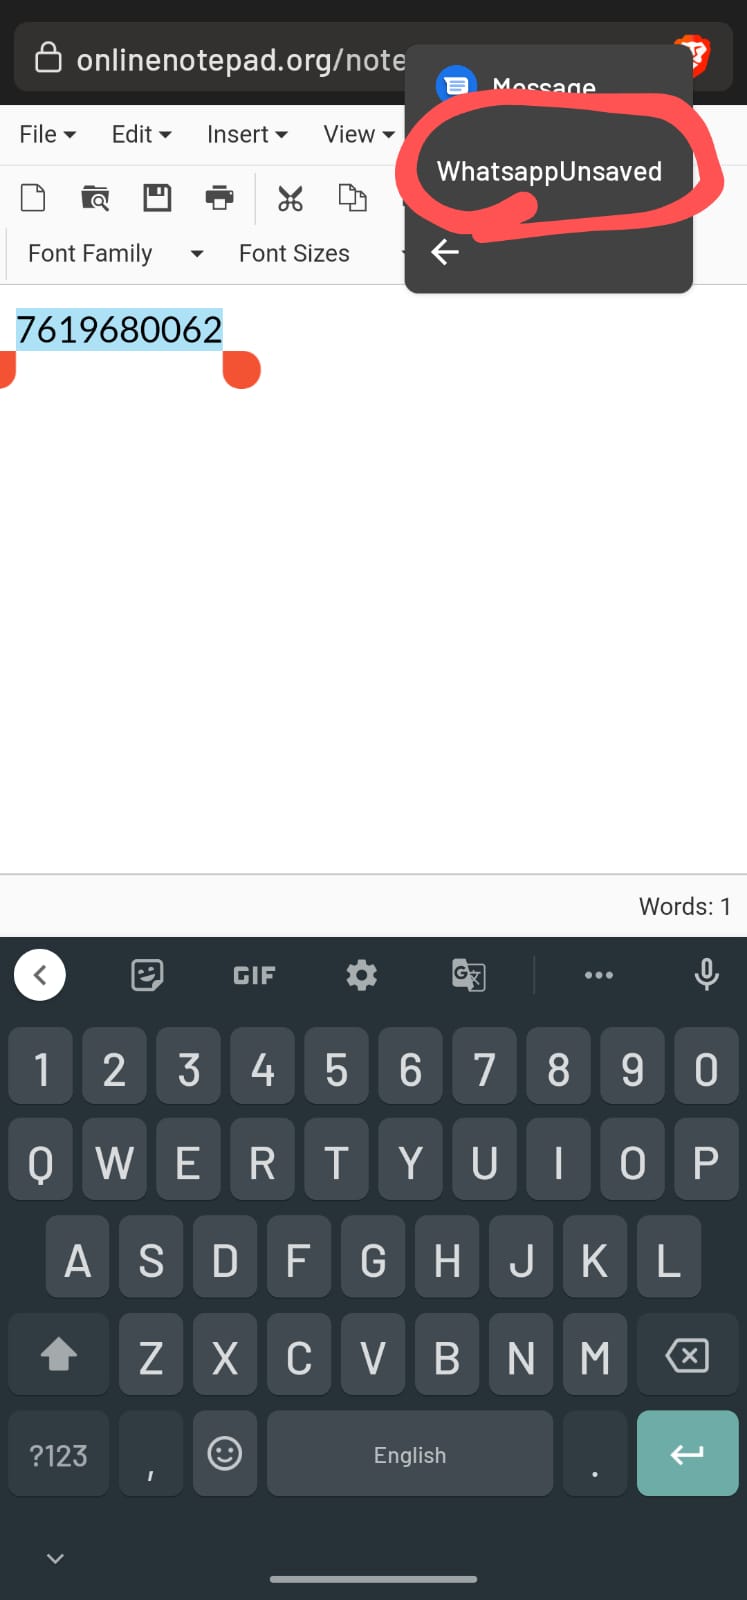 onlinenotepad.org/note
Message
File Edit Insert View
WhatsappUnsaved
Font Family Font Sizes
7619680062
Words: 1
GIF
1 2 3 4 5 6 7 8 9 0
Q W E R T Y U I O P
A S D F G H J K L
Z X C V B N M
?123 , English .